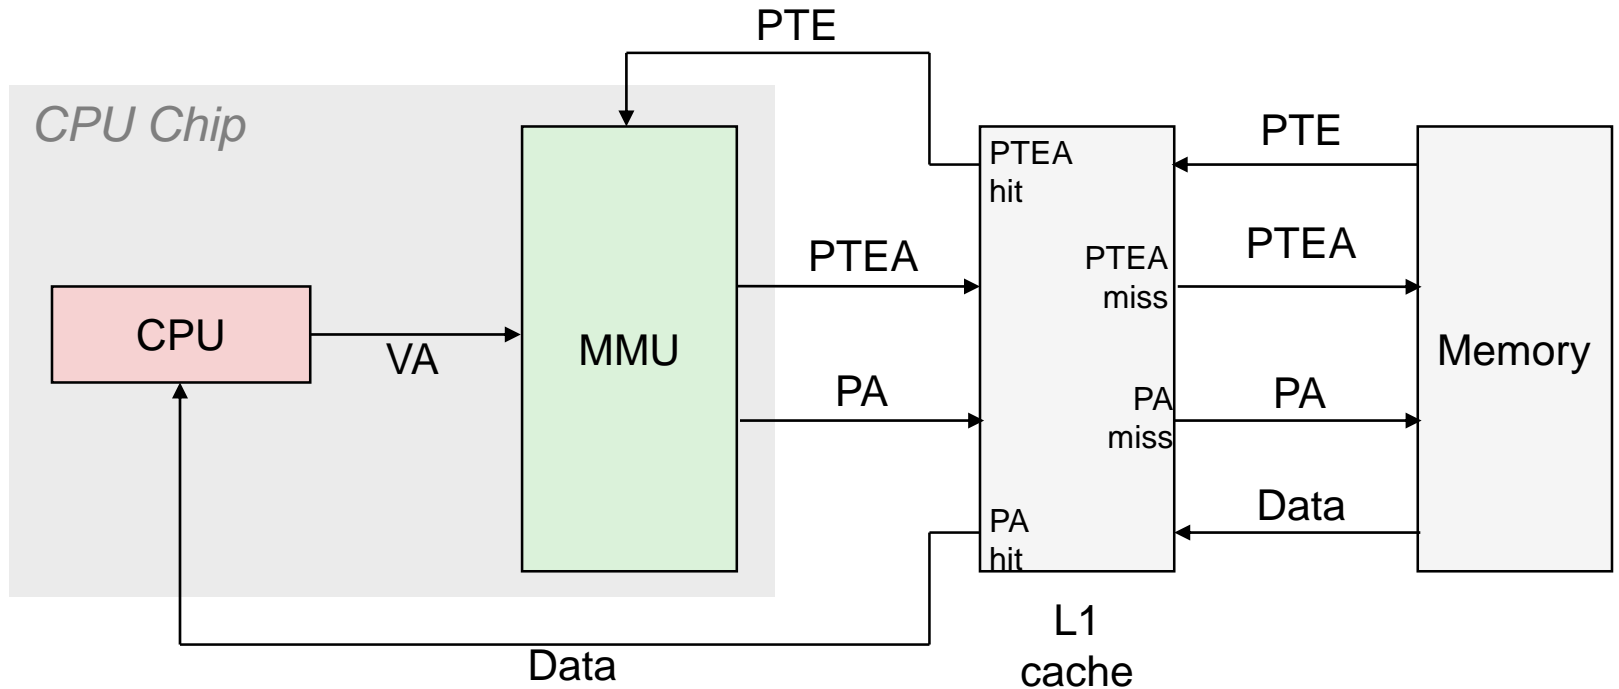 PTE
CPU Chip
PTEA
hit
PTE
PTEA
PTEA
miss
PTEA
CPU
VA
MMU
Memory
PA
PA
miss
PA
PA
hit
Data
L1
cache
Data